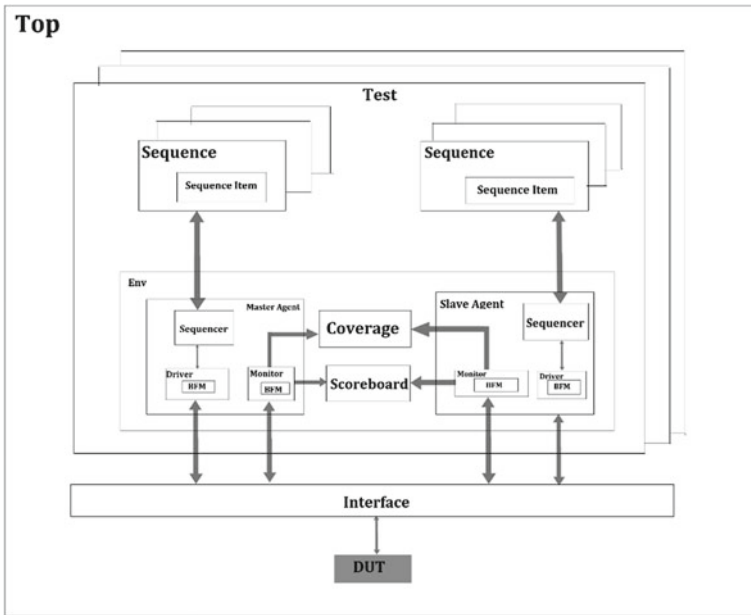 Top
Test
Sequence
Sequence Item
Sequence
Sequence Item
Env
Master Agent
Sequencer
Driver
BFM
Monitor
BFM
Coverage
Scoreboard
Slave Agent
Sequencer
Monitor
BFM
Driver
BFM
Interface
DUT